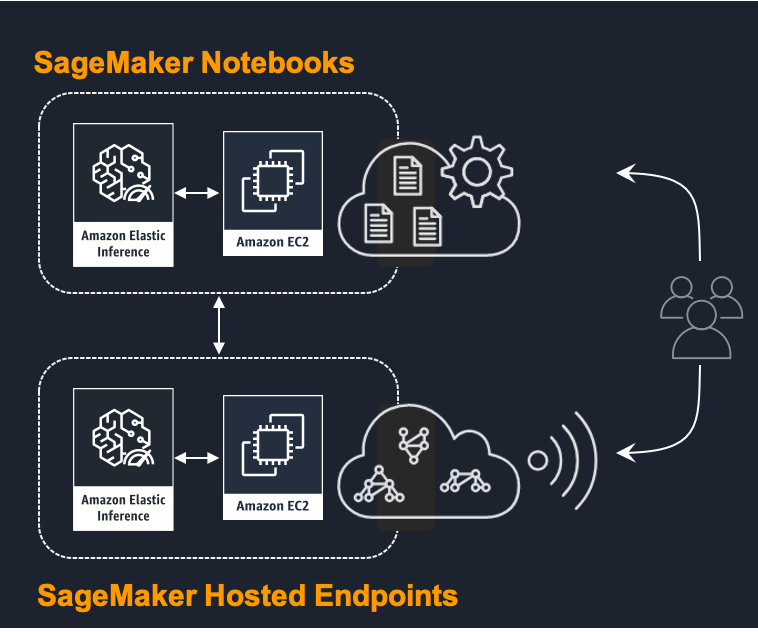 SageMaker Notebooks
Amazon Elastic
Inference
Amazon EC2
Amazon Elastic
Inference
Amazon EC2
SageMaker Hosted Endpoints